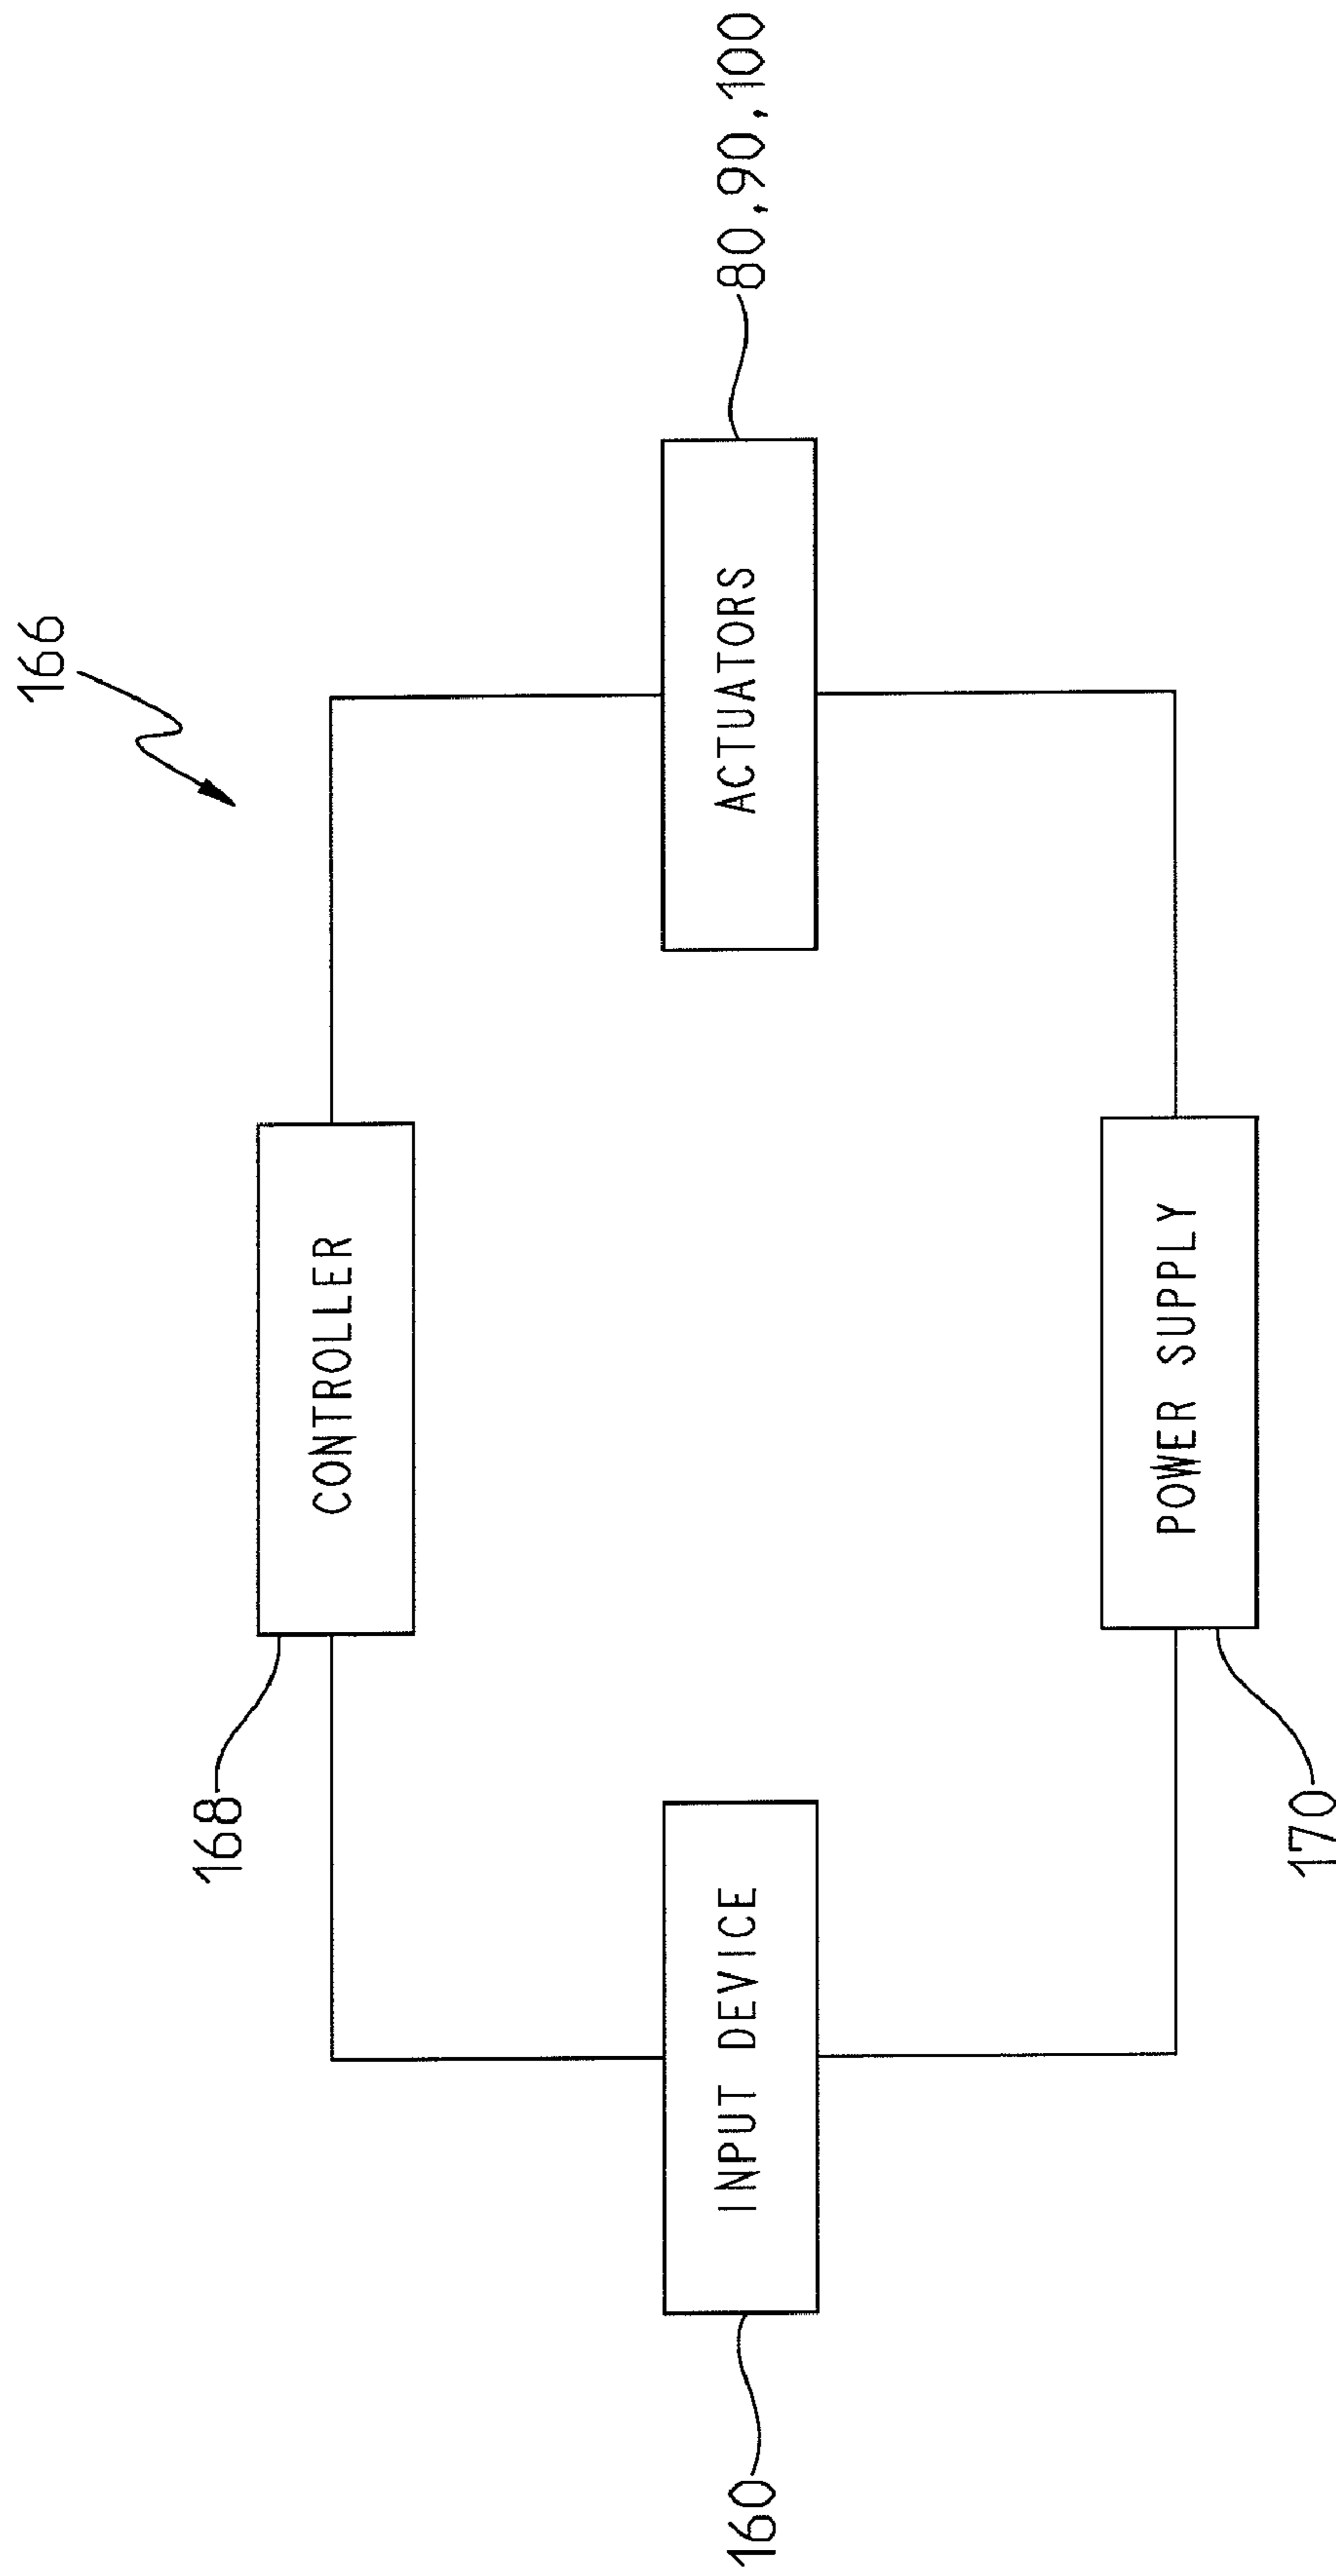 166
CONTROLLER
168
ACTUATORS
80,90,100
INPUT DEVICE
160
POWER SUPPLY
170